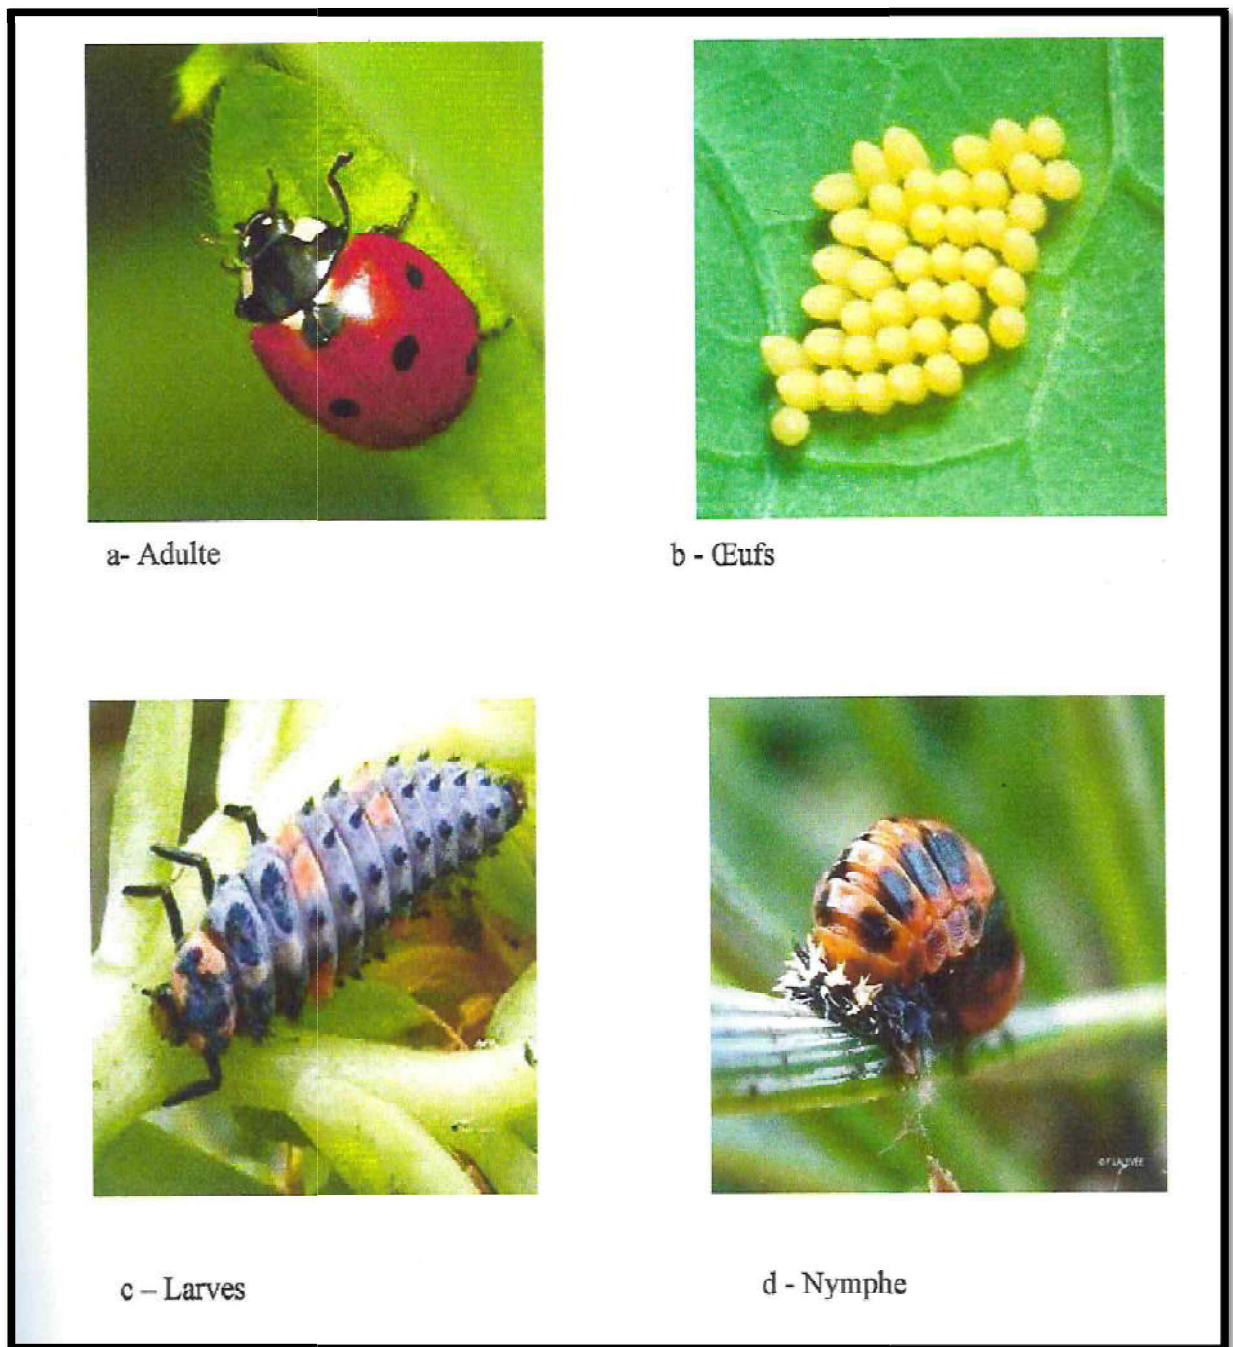 a- Adulte
b - Œufs
c – Larves
d - Nymphe